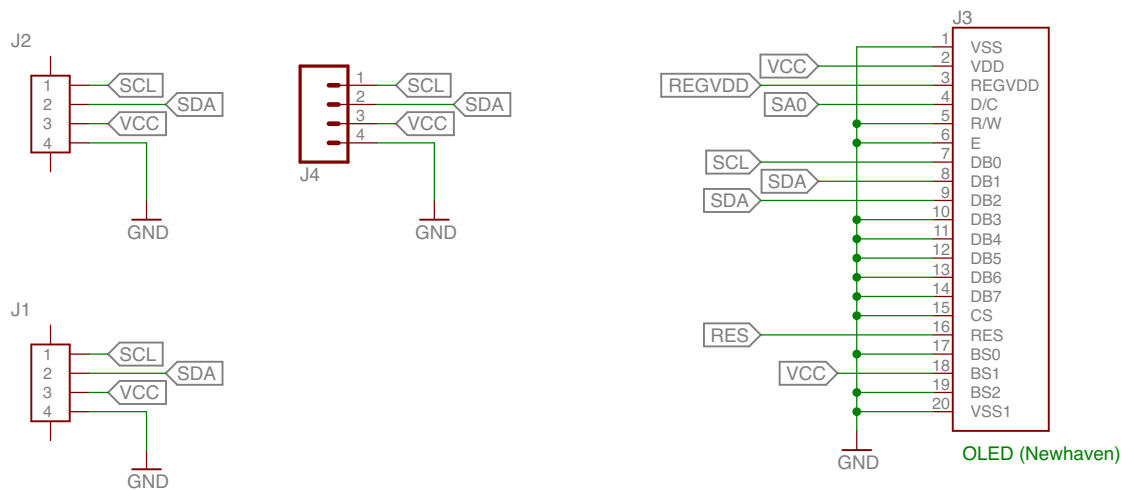 J2
1 SCL
2 SDA
3 VCC
4
GND
1 SCL
2 SDA
3 VCC
4
J4
GND
J1
1 SCL
2 SDA
3 VCC
4
GND
J3
1 VSS
VCC 2 VDD
REGVDD 3 REGVDD
SA0 4 D/C
5 R/W
6 E
SCL 7 DB0
SDA 8 DB1
SDA 9 DB2
10 DB3
11 DB4
12 DB5
13 DB6
14 DB7
15 CS
RES 16 RES
17 BS0
VCC 18 BS1
19 BS2
20 VSS1
GND
OLED (Newhaven)